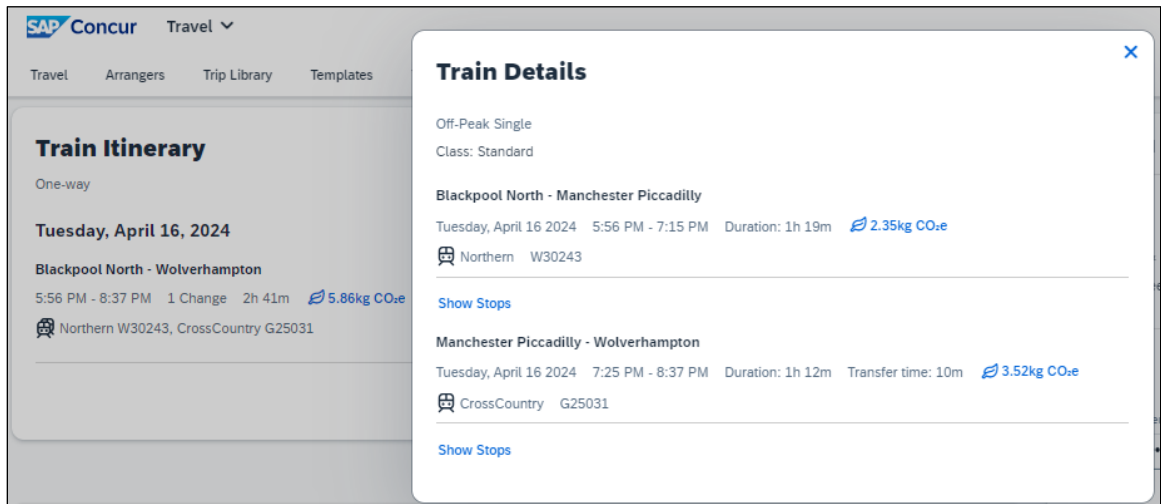 SAP Concur Travel
Travel Arrangers Trip Library Templates
Train Itinerary
One-way
Tuesday, April 16, 2024
Blackpool North - Wolverhampton
5:56 PM - 8:37 PM 1 Change 2h 41m 5.86kg CO₂e
Northern W30243, CrossCountry G25031
Train Details
Off-Peak Single
Class: Standard
Blackpool North - Manchester Piccadilly
Tuesday, April 16 2024 5:56 PM - 7:15 PM Duration: 1h 19m 2.35kg CO₂e
Northern W30243
Show Stops
Manchester Piccadilly - Wolverhampton
Tuesday, April 16 2024 7:25 PM - 8:37 PM Duration: 1h 12m Transfer time: 10m 3.52kg CO₂e
CrossCountry G25031
Show Stops